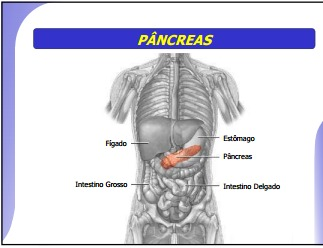 PÂNCREAS
Estômago
Fígado
Pâncreas
Intestino Grosso
Intestino Delgado